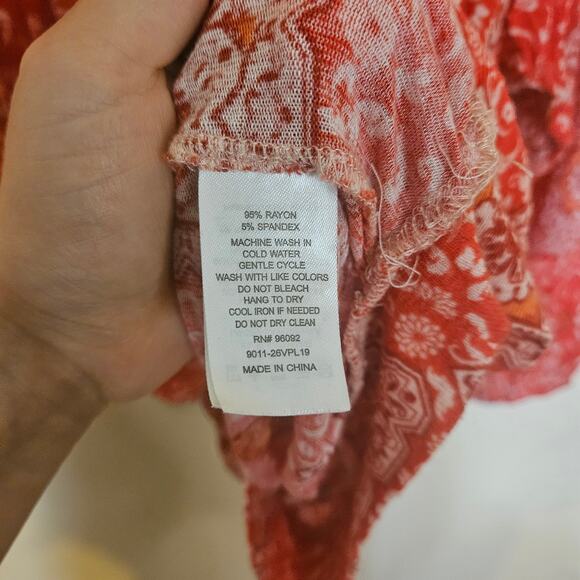 95% RAYON
5% SPANDEX
MACHINE WASH IN
COLD WATER
GENTLE CYCLE
WASH WITH LIKE COLORS
DO NOT BLEACH
HANG TO DRY
COOL IRON IF NEEDED
DO NOT DRY CLEAN
RN# 96092
9011-26VPL19
MADE IN CHINA